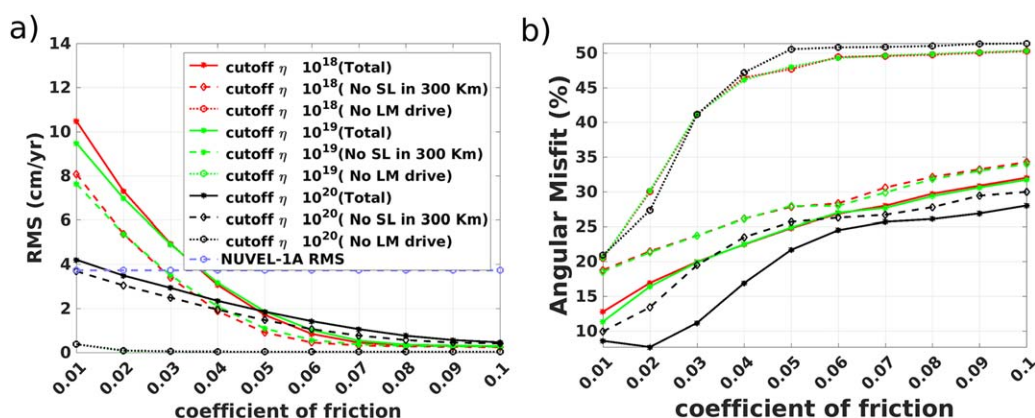 a)
RMS (cm/yr)
14
12
10
8
6
4
2
0
cutoff η 10^18(Total)
cutoff η 10^18( No SL in 300 Km)
cutoff η 10^18( No LM drive)
cutoff η 10^19(Total)
cutoff η 10^19(No SL in 300 Km)
cutoff η 10^19( No LM drive)
cutoff η 10^20(Total)
cutoff η 10^20( No SL in 300 Km)
cutoff η 10^20( No LM drive)
NUVEL-1A RMS
0.01 0.02 0.03 0.04 0.05 0.06 0.07 0.08 0.09 0.1
coefficient of friction
b)
Angular Misfit (%)
50
45
40
35
30
25
20
15
10
0.01 0.02 0.03 0.04 0.05 0.06 0.07 0.08 0.09 0.1
coefficient of friction